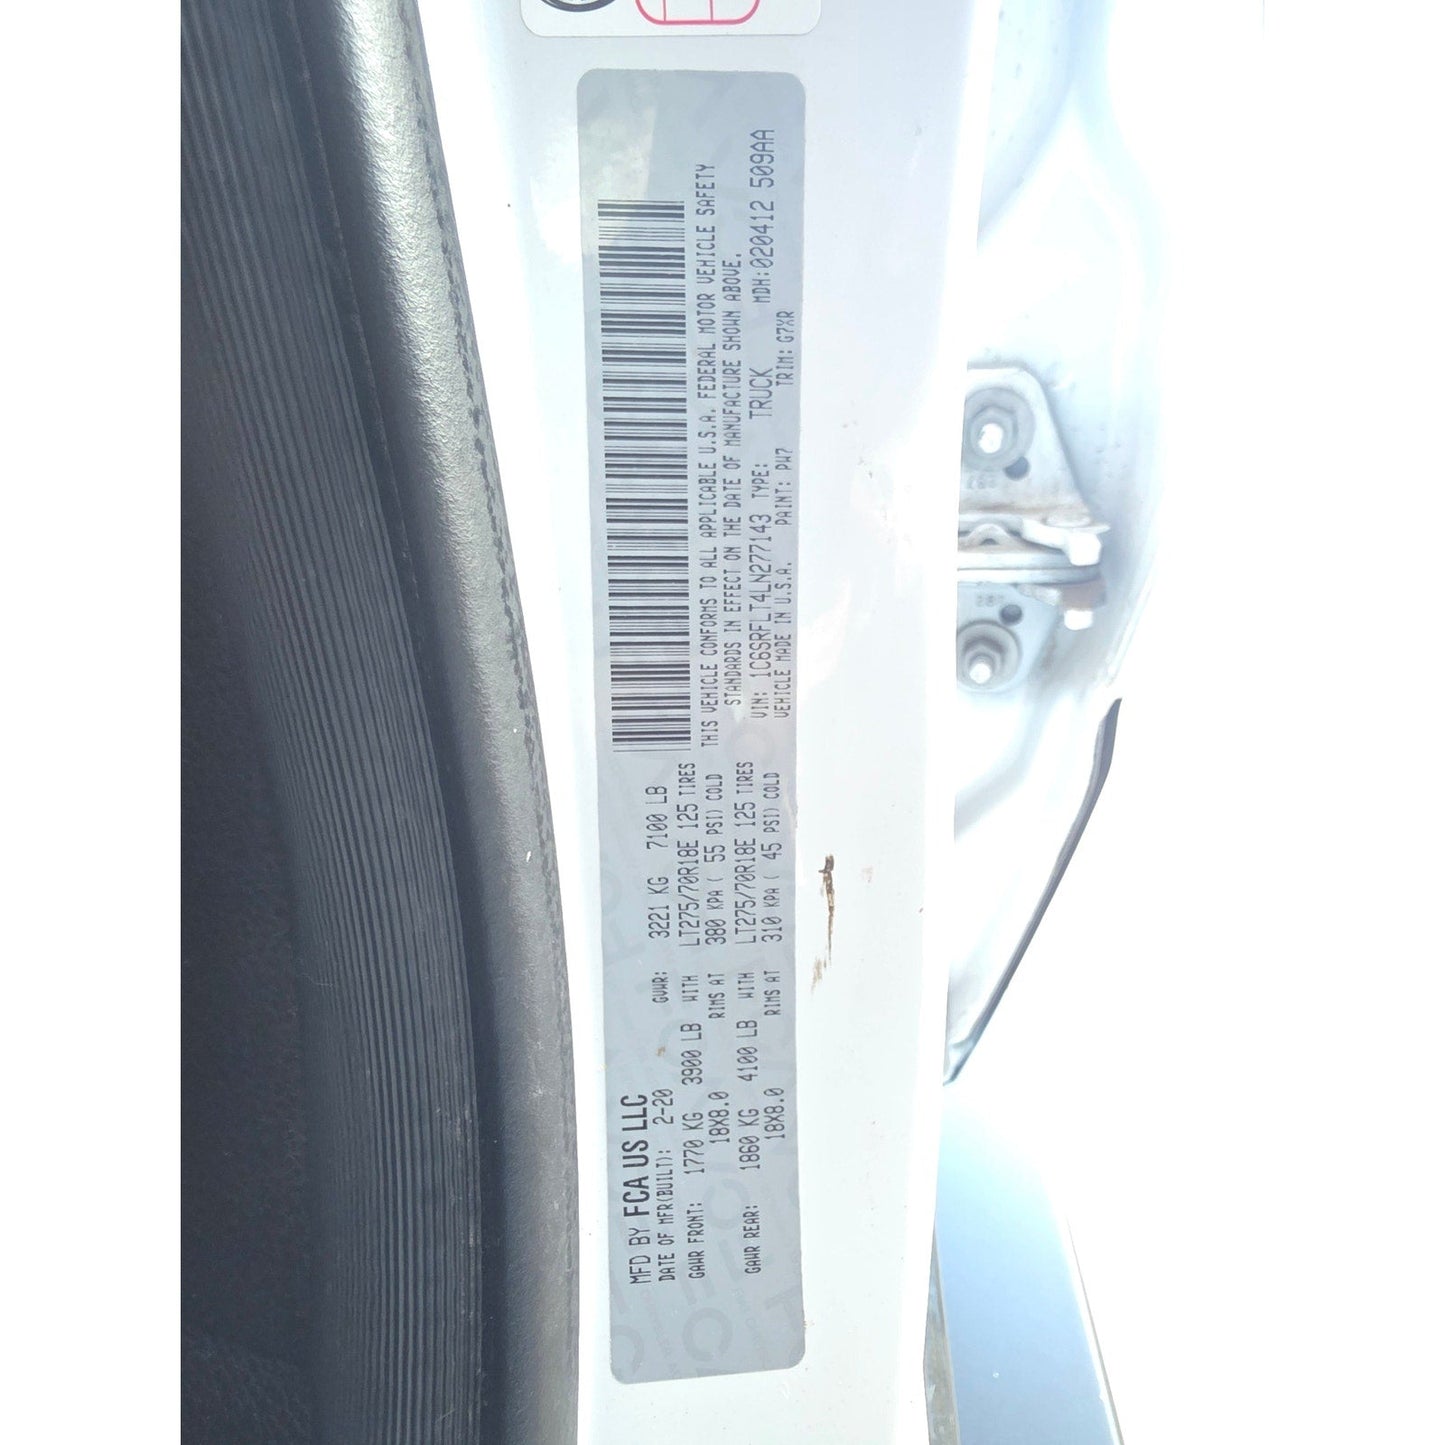 MFD BY FCA US LLC
DATE OF MFR(BUILT): 2-20 GVWR: 3221 KG 7100 LB
GAWR FRONT: 1770 KG 3900 LB WITH LT275/70R18E 125 TIRES
18X8.0 RIMS AT 380 KPA ( 55 PSI) COLD
GAWR REAR: 1860 KG 4100 LB WITH LT275/70R18E 125 TIRES
18X8.0 RIMS AT 310 KPA ( 45 PSI) COLD
THIS VEHICLE CONFORMS TO ALL APPLICABLE U.S.A. FEDERAL MOTOR VEHICLE SAFETY
STANDARDS IN EFFECT ON THE DATE OF MANUFACTURE SHOWN ABOVE.
VIN: 1C6SRFLT4LN277143 TYPE: TRUCK MDH:020412 509AA
VEHICLE MADE IN U.S.A. PAINT: PW7 TRIM: G7XR